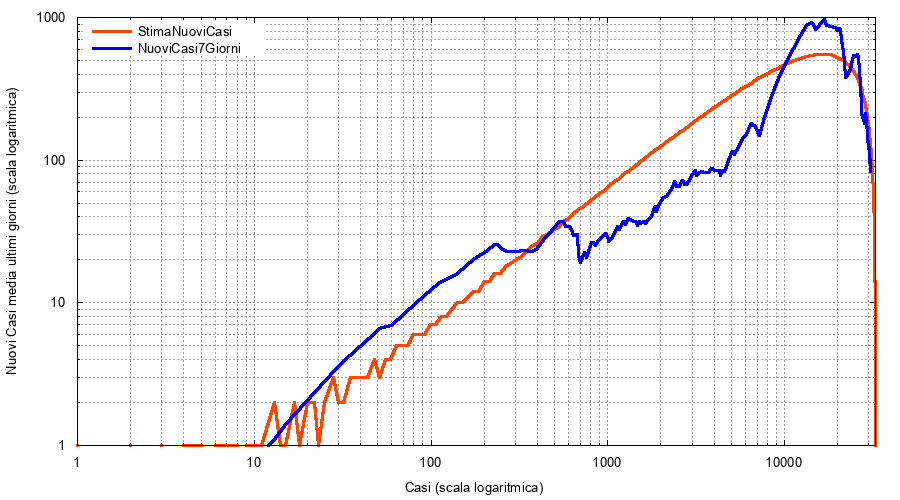 1000
StimaNuoviCasi
NuoviCasi7Giorni
100
10
1
1 10 100 1000 10000
Nuovi Casi media ultimi giorni (scala logaritmica)
Casi (scala logaritmica)